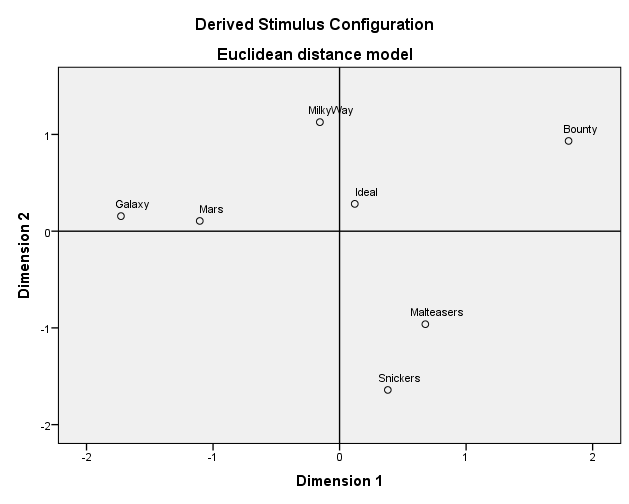 Derived Stimulus Configuration
Euclidean distance model
MilkyWay
Bounty
Ideal
Galaxy
Mars
Malteasers
Snickers
1
0
-1
-2
Dimension 2
-2
-1
0
1
2
Dimension 1